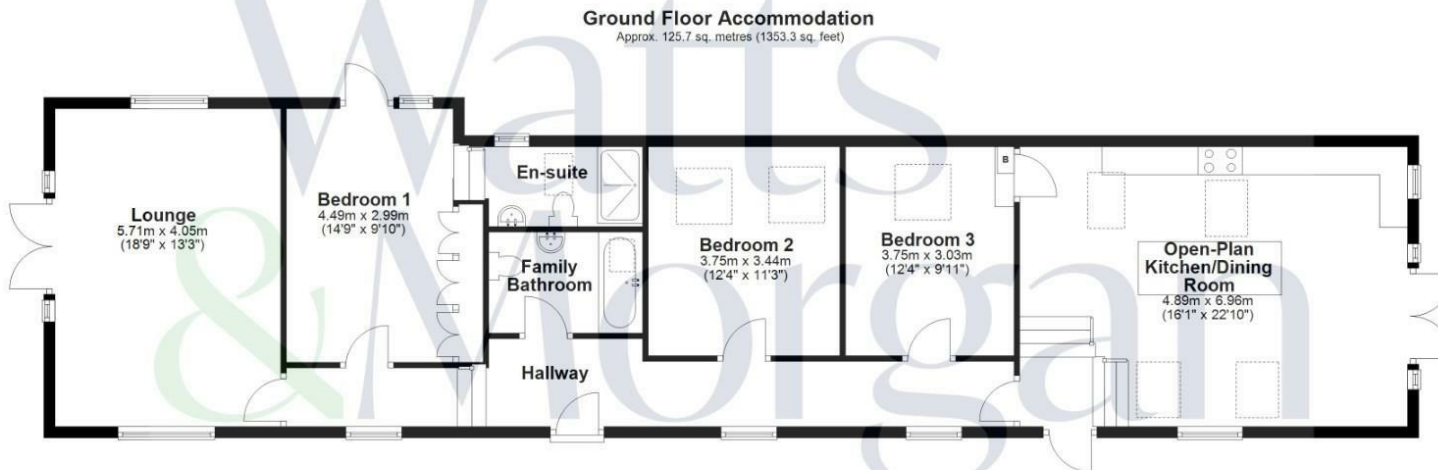 Ground Floor Accommodation
Approx. 125.7 sq. metres (1353.3 sq. feet)
Watts
& Morgan
Lounge
5.71m x 4.05m
(18'9" x 13'3")
Bedroom 1
4.49m x 2.99m
(14'9" x 9'10")
En-suite
Family
Bathroom
Hallway
Bedroom 2
3.75m x 3.44m
(12'4" x 11'3")
Bedroom 3
3.75m x 3.03m
(12'4" x 9'11")
B
Open-Plan
Kitchen/Dining
Room
4.89m x 6.96m
(16'1" x 22'10")